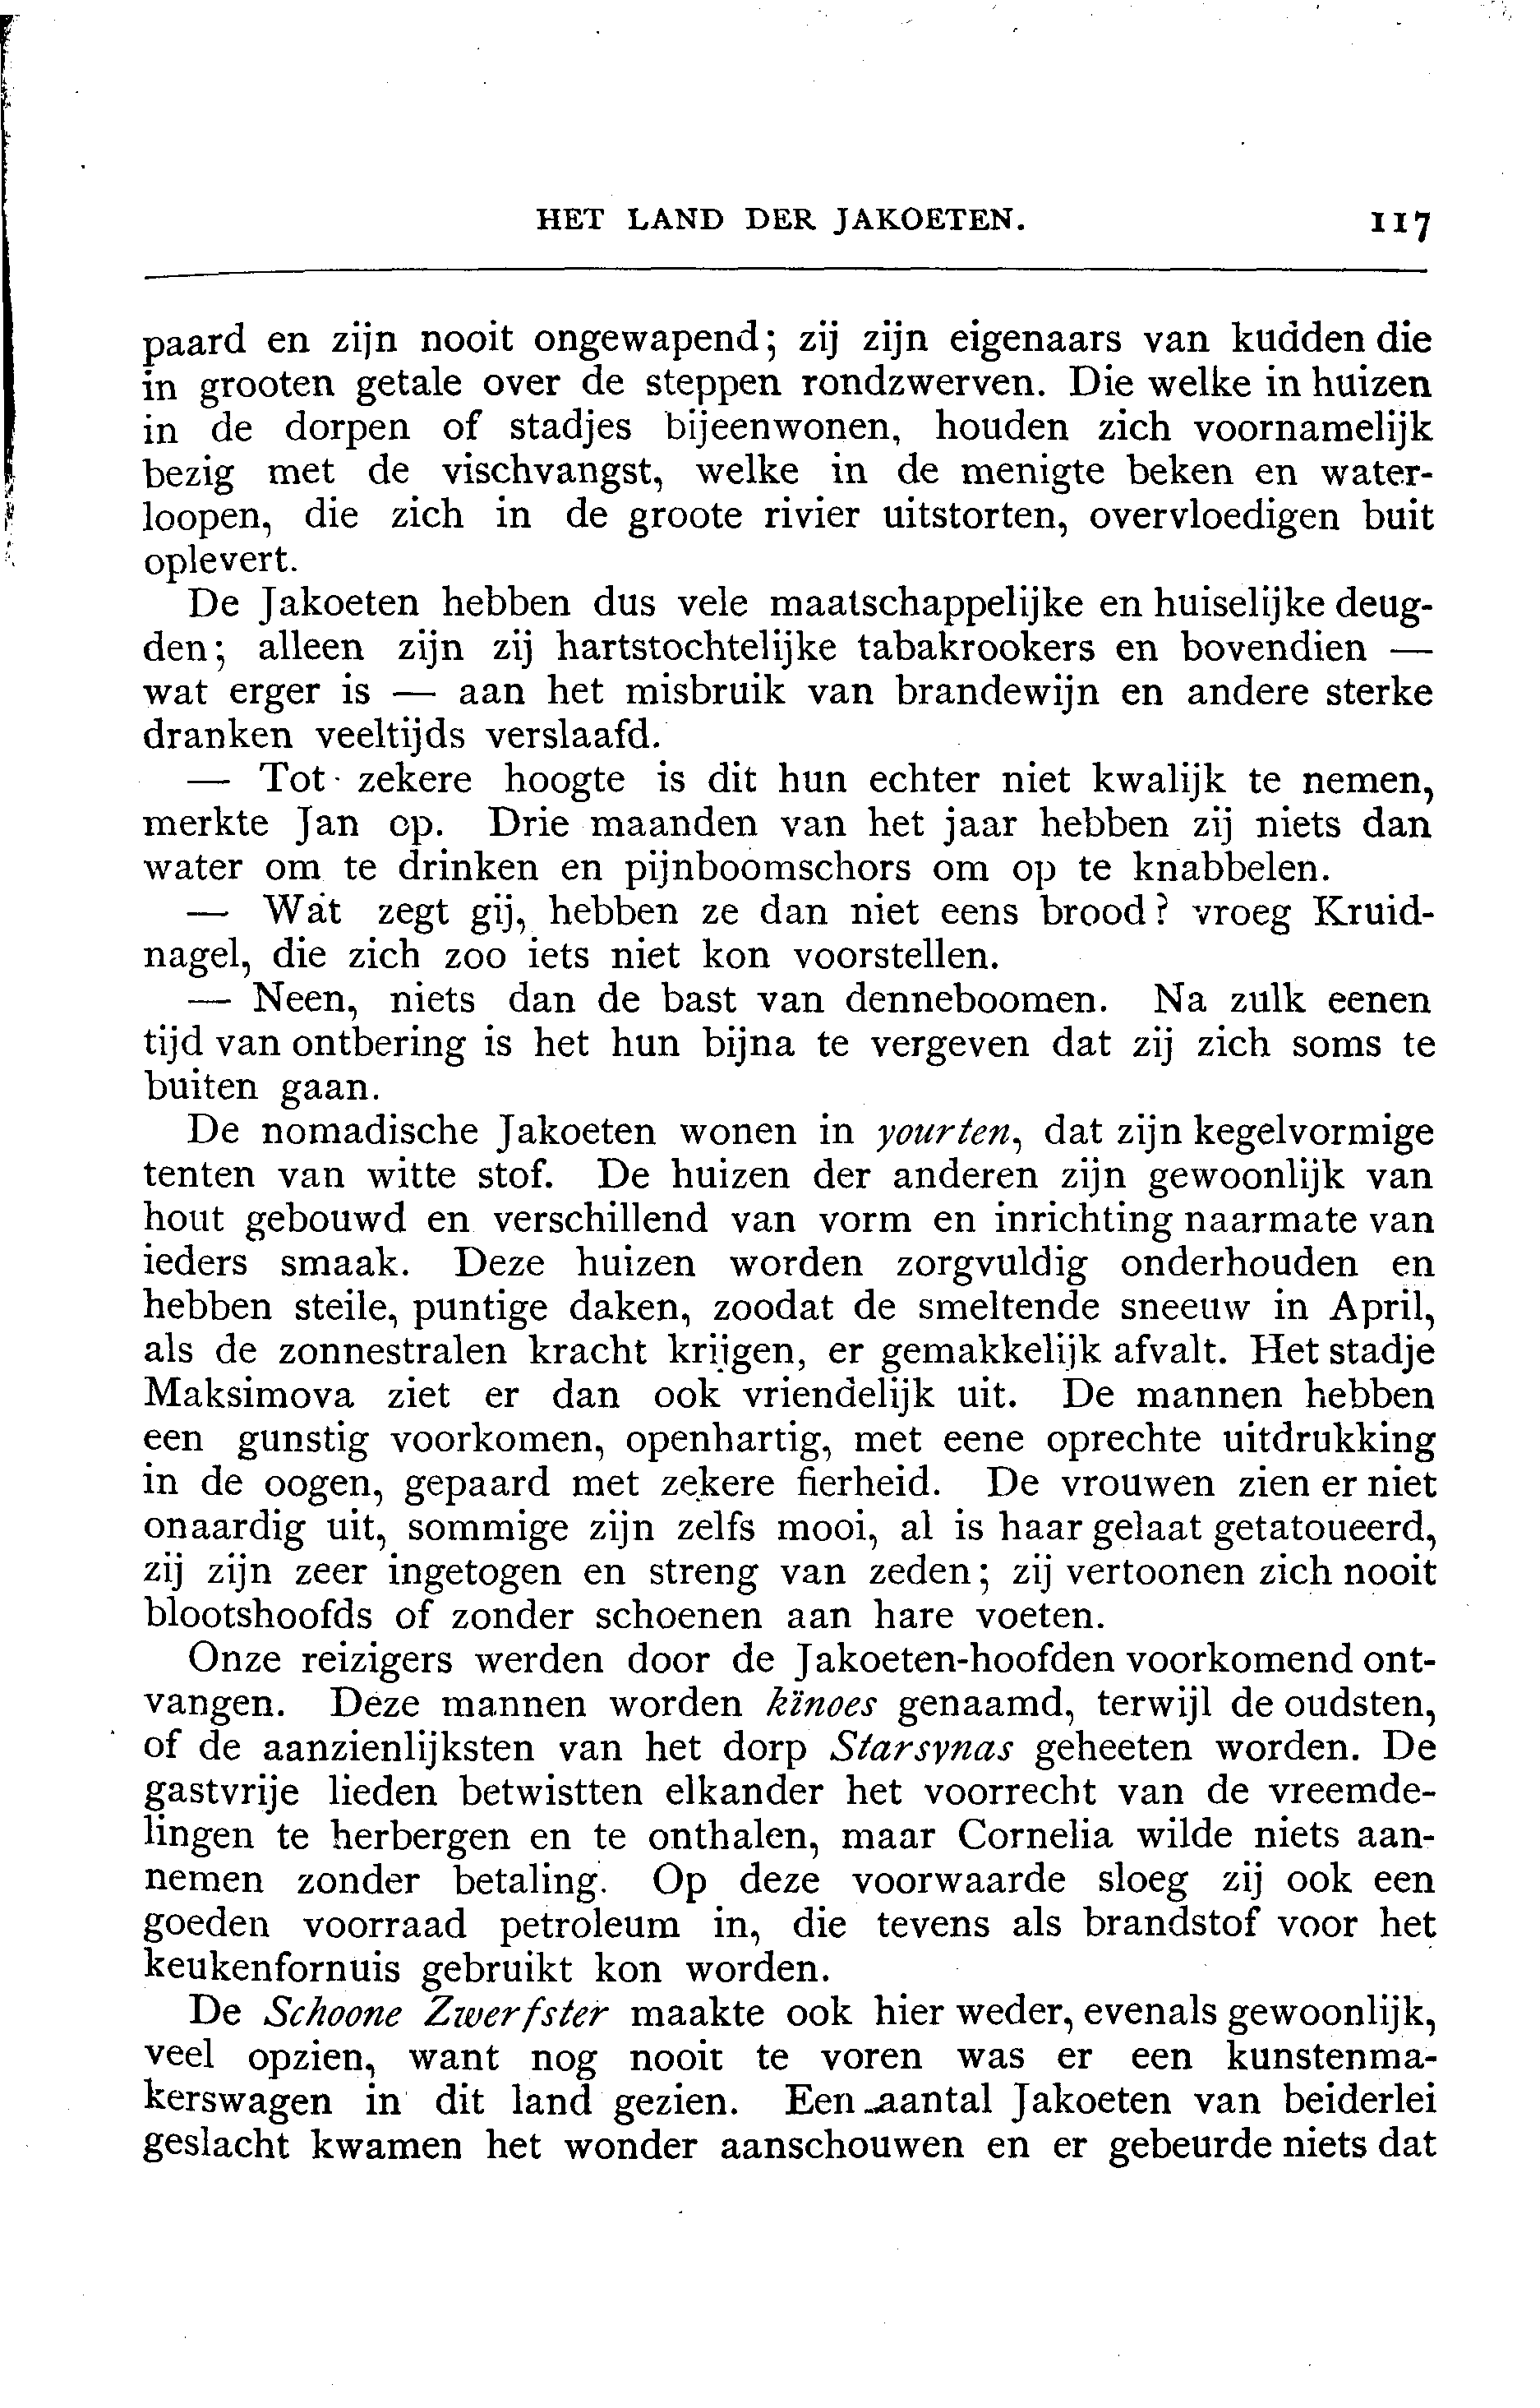 HET LAND DER JAKOETEN. 117
paard en zijn nooit ongewapend; zij zijn eigenaars van kudden die
in grooten getale over de steppen rondzwerven. Die welke in huizen
in de dorpen of stadjes bijeenwonen, houden zich voornamelijk
bezig met de vischvangst, welke in de menigte beken en water-
loopen, die zich in de groote rivier uitstorten, overvloedigen buit
oplevert.
De Jakoeten hebben dus vele maatschappelijke en huiselijke deug-
den; alleen zijn zij hartstochtelijke tabakrookers en bovendien —
wat erger is — aan het misbruik van brandewijn en andere sterke
dranken veeltijds verslaafd.
— Tot zekere hoogte is dit hun echter niet kwalijk te nemen,
merkte Jan op. Drie maanden van het jaar hebben zij niets dan
water om te drinken en pijnboomschors om op te knabbelen.
— Wat zegt gij, hebben ze dan niet eens brood? vroeg Kruid-
nagel, die zich zoo iets niet kon voorstellen.
— Neen, niets dan de bast van denneboomen. Na zulk eenen
tijd van ontbering is het hun bijna te vergeven dat zij zich soms te
buiten gaan.
De nomadische Jakoeten wonen in yourten, dat zijn kegelvormige
tenten van witte stof. De huizen der anderen zijn gewoonlijk van
hout gebouwd en verschillend van vorm en inrichting naarmate van
ieders smaak. Deze huizen worden zorgvuldig onderhouden en
hebben steile, puntige daken, zoodat de smeltende sneeuw in April,
als de zonnestralen kracht krijgen, er gemakkelijk afvalt. Het stadje
Maksimova ziet er dan ook vriendelijk uit. De mannen hebben
een gunstig voorkomen, openhartig, met eene oprechte uitdrukking
in de oogen, gepaard met zekere fierheid. De vrouwen zien er niet
onaardig uit, sommige zijn zelfs mooi, al is haar gelaat getatoueerd,
zij zijn zeer ingetogen en streng van zeden; zij vertoonen zich nooit
blootshoofds of zonder schoenen aan hare voeten.
Onze reizigers werden door de Jakoeten-hoofden voorkomend ont-
vangen. Deze mannen worden kïnoes genaamd, terwijl de oudsten,
of de aanzienlijksten van het dorp Starsynas geheeten worden. De
gastvrije lieden betwistten elkander het voorrecht van de vreemde-
lingen te herbergen en te onthalen, maar Cornelia wilde niets aan-
nemen zonder betaling. Op deze voorwaarde sloeg zij ook een
goeden voorraad petroleum in, die tevens als brandstof voor het
keukenfornuis gebruikt kon worden.
De Schoone Zwerfster maakte ook hier weder, evenals gewoonlijk,
veel opzien, want nog nooit te voren was er een kunstenma-
kerswagen in dit land gezien. Een aantal Jakoeten van beiderlei
geslacht kwamen het wonder aanschouwen en er gebeurde niets dat